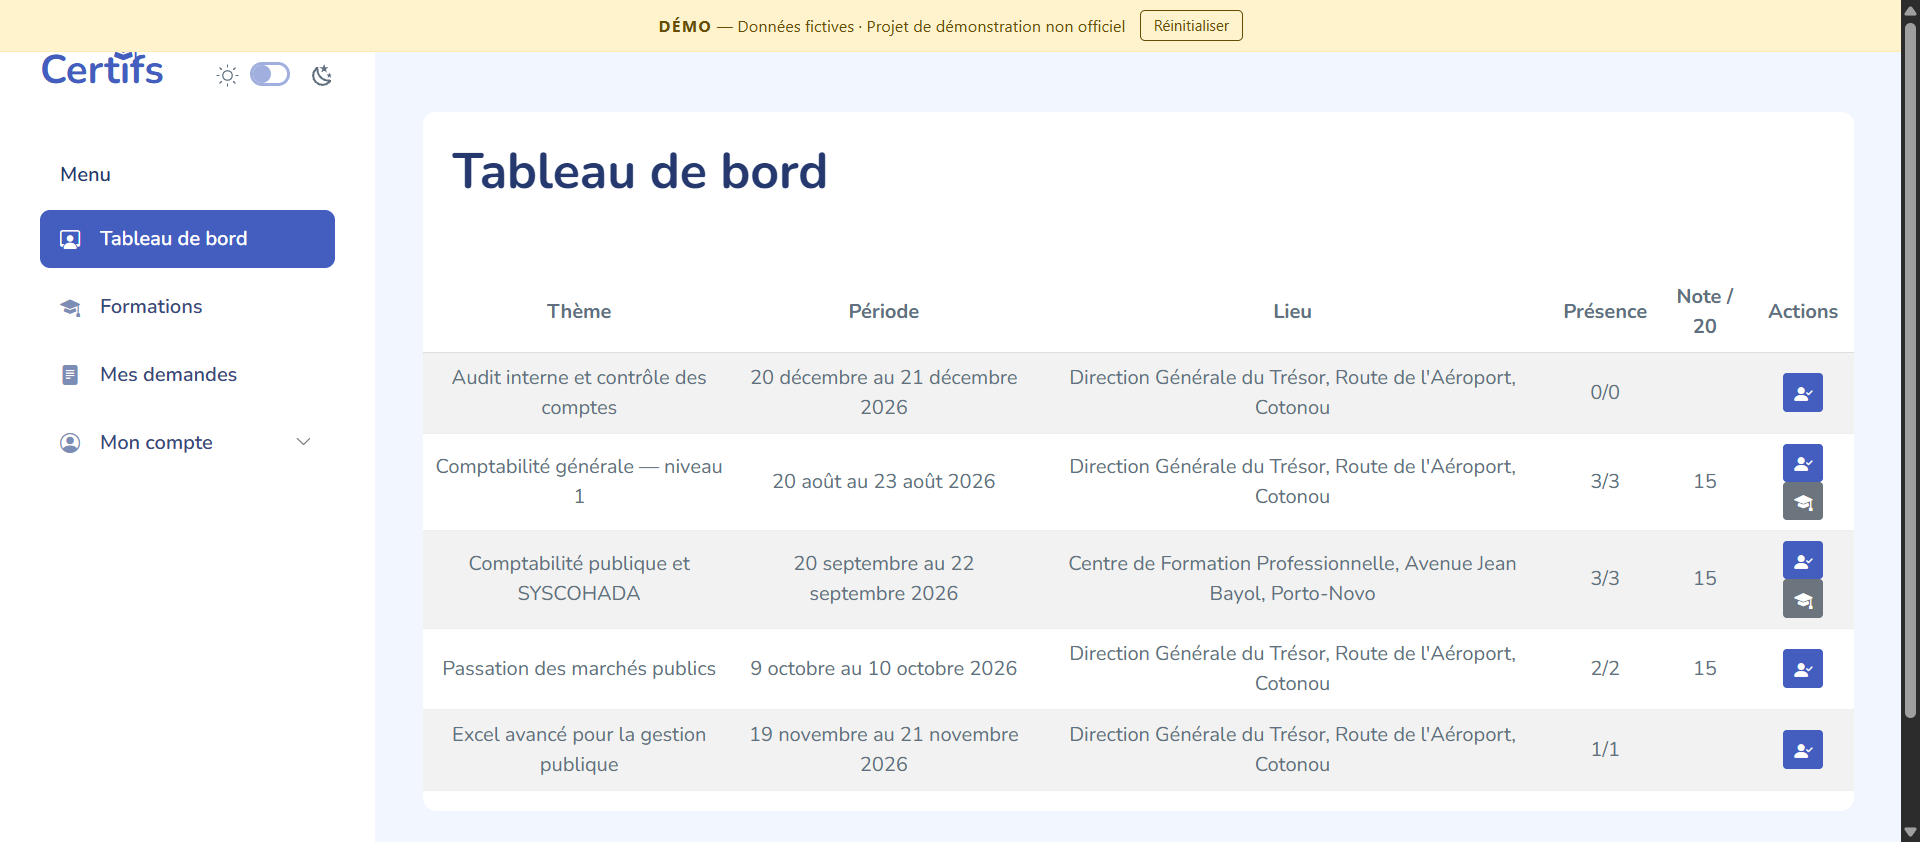 DÉMO — Données fictives · Projet de démonstration non officiel
Réinitialiser
Certifs
Menu
Tableau de bord
Formations
Mes demandes
Mon compte
Tableau de bord
Thème
Période
Lieu
Présence
Note /
20
Actions
Audit interne et contrôle des
comptes
20 décembre au 21 décembre
2026
Direction Générale du Trésor, Route de l'Aéroport,
Cotonou
0/0
Comptabilité générale — niveau
1
20 août au 23 août 2026
Direction Générale du Trésor, Route de l'Aéroport,
Cotonou
3/3
15
Comptabilité publique et
SYSCOHADA
20 septembre au 22
septembre 2026
Centre de Formation Professionnelle, Avenue Jean
Bayol, Porto-Novo
3/3
15
Passation des marchés publics
9 octobre au 10 octobre 2026
Direction Générale du Trésor, Route de l'Aéroport,
Cotonou
2/2
15
Excel avancé pour la gestion
publique
19 novembre au 21 novembre
2026
Direction Générale du Trésor, Route de l'Aéroport,
Cotonou
1/1